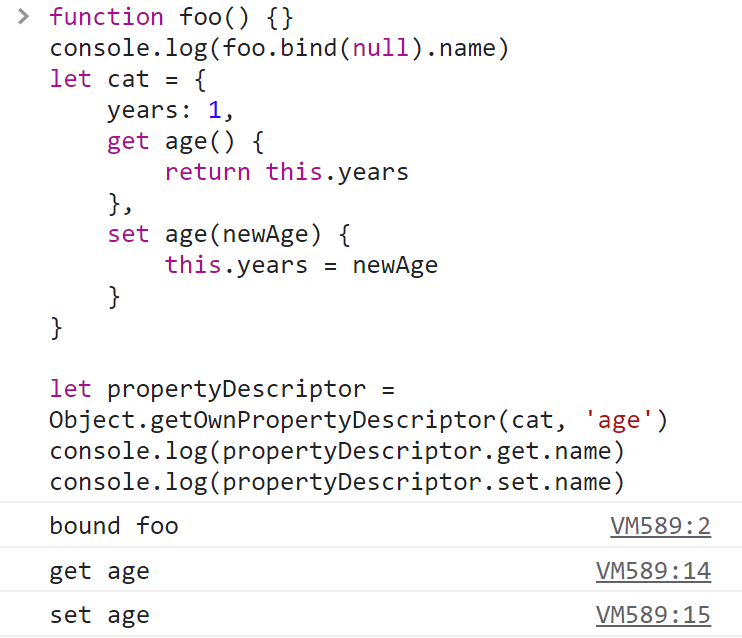 > function foo() {}
console.log(foo.bind(null).name)
let cat = {
    years: 1,
    get age() {
        return this.years
    },
    set age(newAge) {
        this.years = newAge
    }
}

let propertyDescriptor =
Object.getOwnPropertyDescriptor(cat, 'age')
console.log(propertyDescriptor.get.name)
console.log(propertyDescriptor.set.name)
bound foo VM589:2
get age VM589:14
set age VM589:15